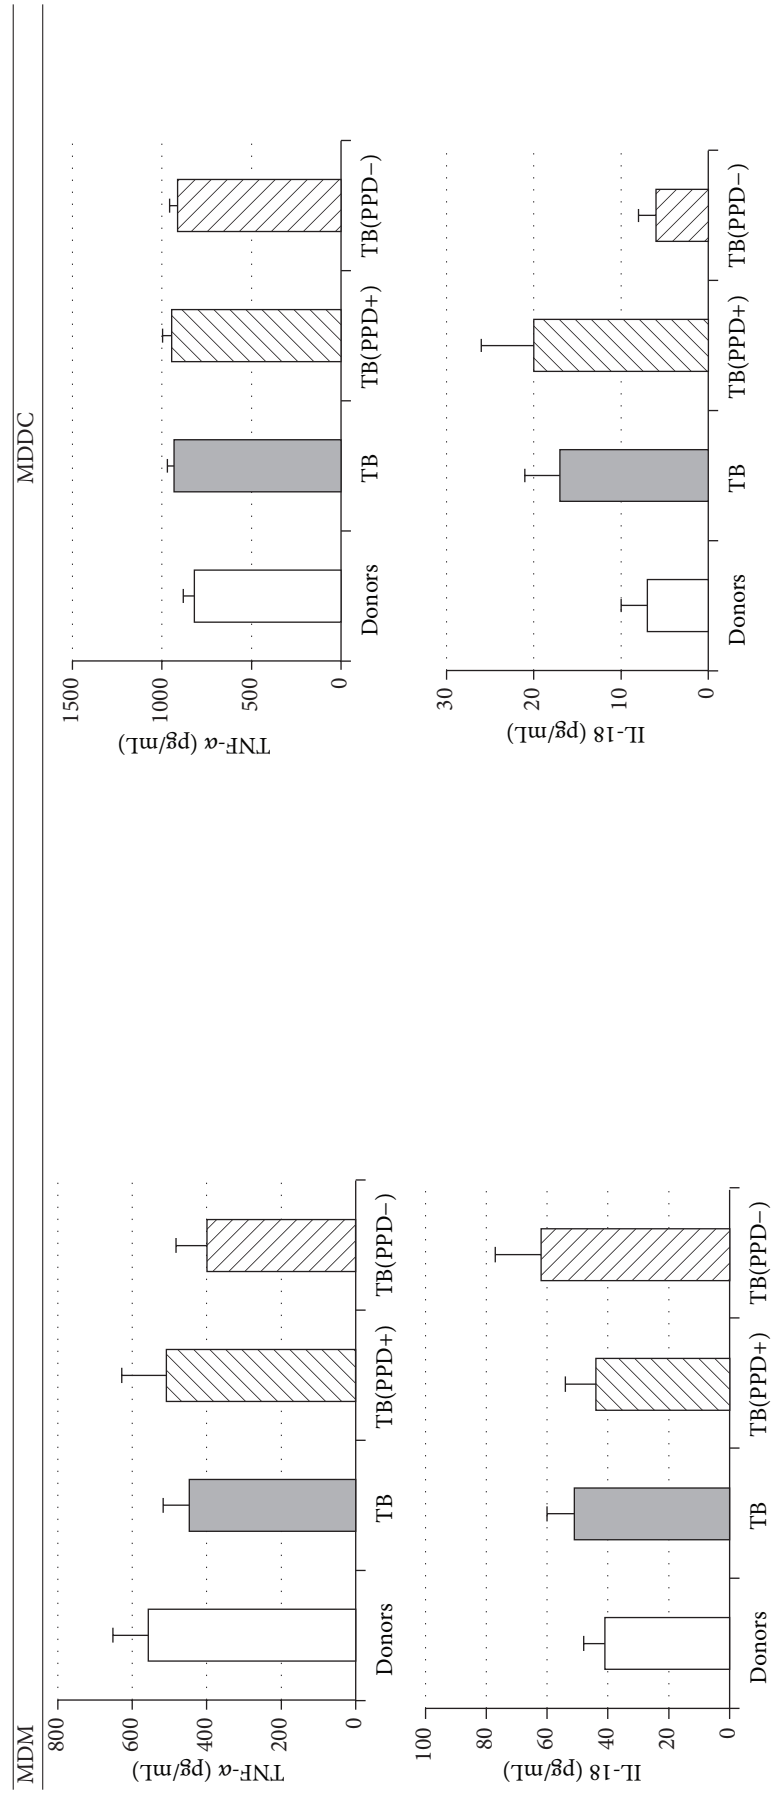 MDM
MDDC
800
600
400
200
0
TNF-α (pg/mL)
Donors
TB
TB(PPD+)
TB(PPD−)
1500
1000
500
0
TNF-α (pg/mL)
Donors
TB
TB(PPD+)
TB(PPD−)
100
80
60
40
20
0
IL-18 (pg/mL)
Donors
TB
TB(PPD+)
TB(PPD−)
30
20
10
0
IL-18 (pg/mL)
Donors
TB
TB(PPD+)
TB(PPD−)